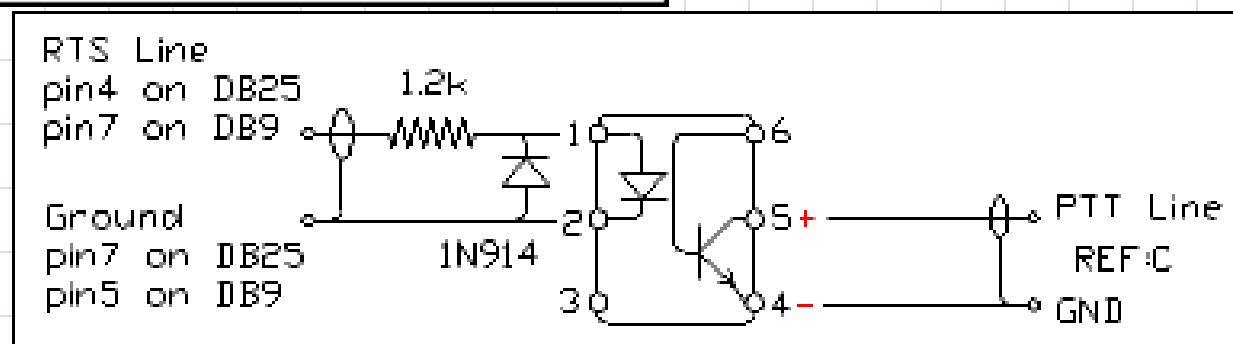 RTS Line
pin4 on DB25
pin7 on DB9
1.2k
1
6
Ground
pin7 on DB25
pin5 on DB9
2
1N914
3
5 +
4 -
PTT Line
REF:C
GND